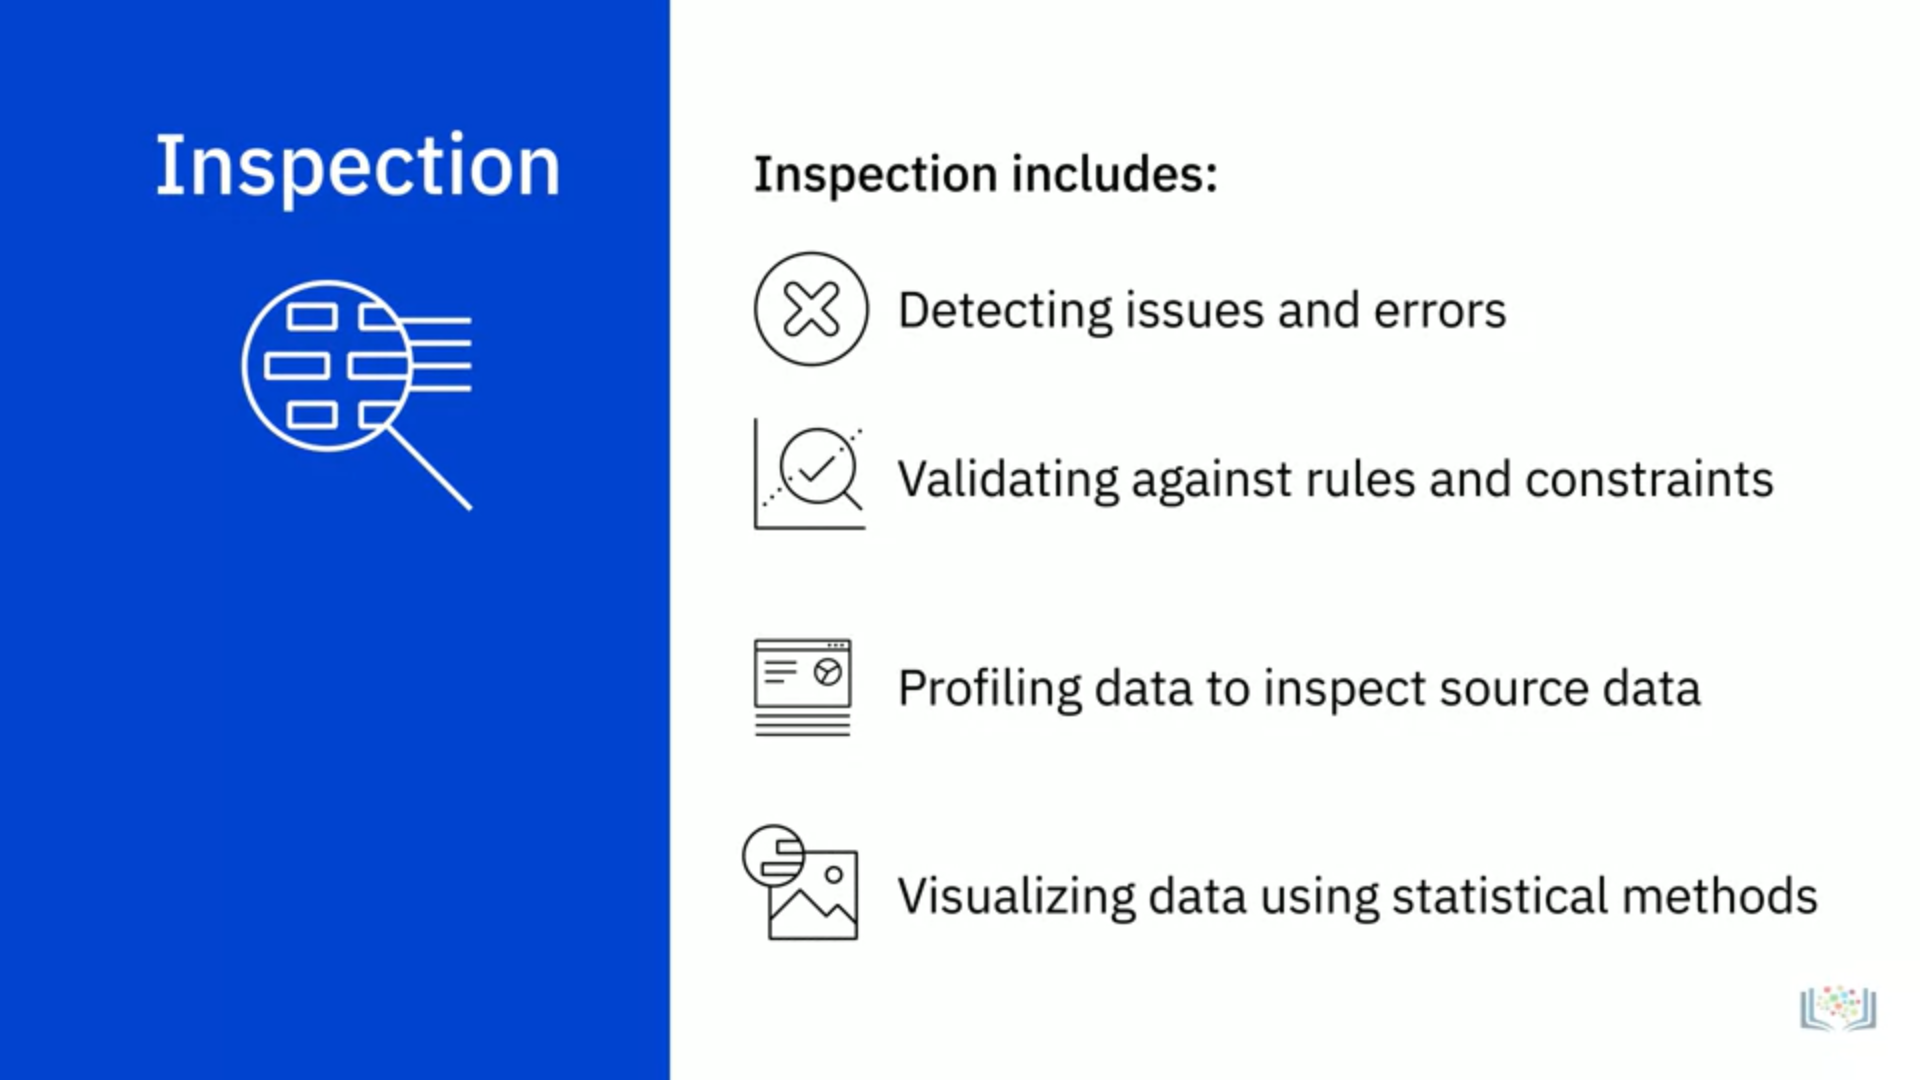 Inspection
Inspection includes:
Detecting issues and errors
Validating against rules and constraints
Profiling data to inspect source data
Visualizing data using statistical methods